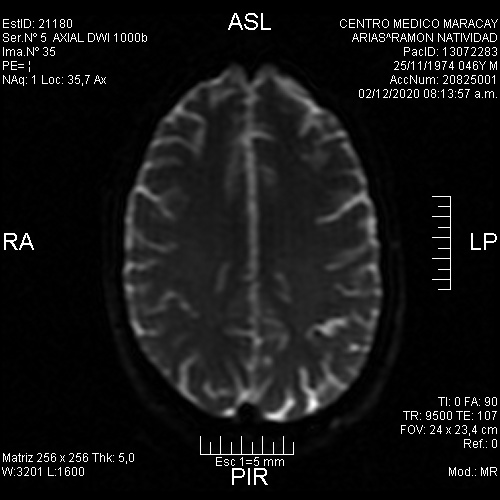 EstID: 21180
Ser.Nº 5 AXIAL DWI 1000b
Ima.Nº 35
PE= ¦
NAq: 1 Loc: 35,7 Ax
ASL
CENTRO MEDICO MARACAY
ARIAS^RAMON NATIVIDAD
PacID: 13072283
25/11/1974 046Y M
AccNum: 20825001
02/12/2020 08:13:57 a.m.
RA
LP
TI: 0 FA: 90
TR: 9500 TE: 107
FOV: 24 x 23,4 cm
Ref.: 0
Matriz 256 x 256 Thk: 5,0
W:3201 L:1600
Esc 1=5 mm
PIR
Mod.: MR